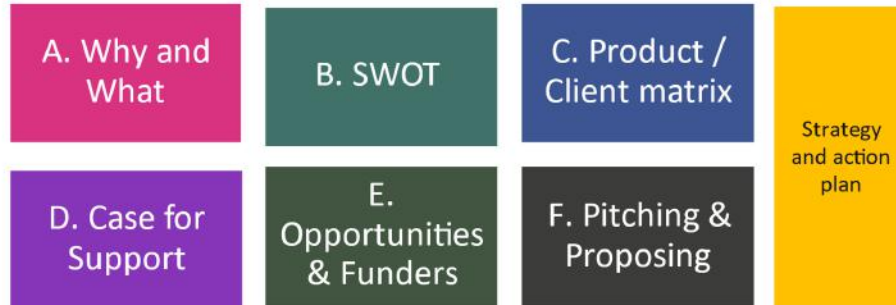 A. Why and
What
B. SWOT
C. Product /
Client matrix
Strategy
and action
plan
D. Case for
Support
E.
Opportunities
& Funders
F. Pitching &
Proposing